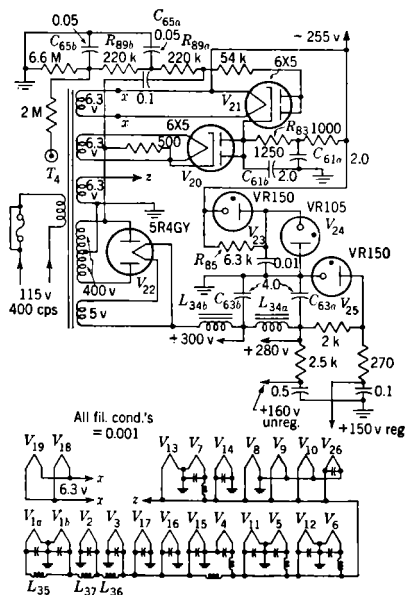 C65b C65a
0.05 0.05
R89b R89a
6.6 M 220 k 220 k 54 k
~ 255 v
6X5
0.1
2 M
x
6.3 v
V21
x
6X5
R83
1000
6.3 v
500
1250
C61a
2.0
T4
z
C61b
2.0
6.3 v
V20
VR150
VR105
5R4GY
V23
V24
VR150
R85
6.3 k
0.01
115 v
400 cps
400 v
V22
4.0
C63b
C63a
V25
5 v
L34b
L34a
2 k
+300 v
+280 v
2.5 k
270
0.5
0.1
+160 v
unreg.
+150 v reg
All fil. cond.'s
= 0.001
V19 V18
V13 V7 V14 V8 V9 V10 V26
6.3 v
x
x
z
V1a V1b V2 V3 V17 V16 V15 V4 V11 V5 V12 V6
L35 L37 L36